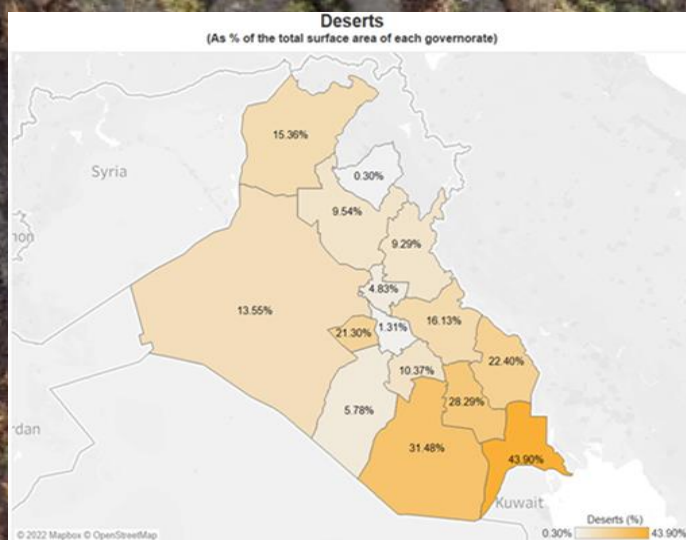 Deserts
(As % of the total surface area of each governorate)
15.36%
Syria
0.30%
9.54%
9.29%
non
4.83%
13.55%
16.13%
21.30%
1.31%
22.40%
10.37%
28.29%
5.78%
rdan
31.48%
43.90%
Kuwait
Deserts (%)
© 2022 Mapbox © OpenStreetMap
0.30%
43.90%